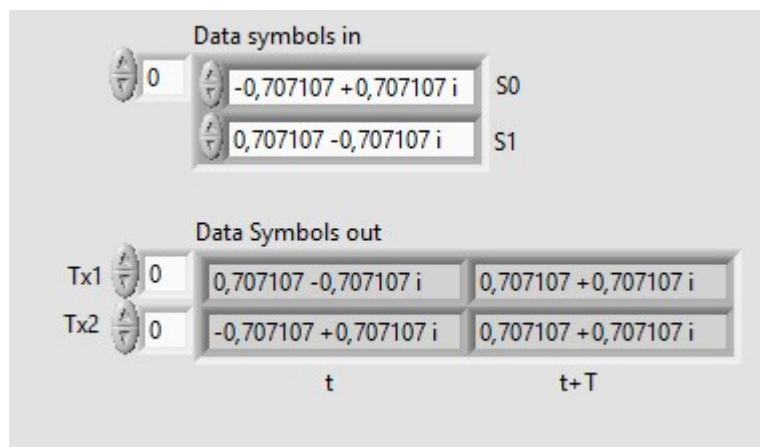 Data symbols in
0 -0,707107 +0,707107 i S0
0,707107 -0,707107 i S1
Data Symbols out
Tx1 0 0,707107 -0,707107 i 0,707107 +0,707107 i
Tx2 0 -0,707107 +0,707107 i 0,707107 +0,707107 i
t t+T